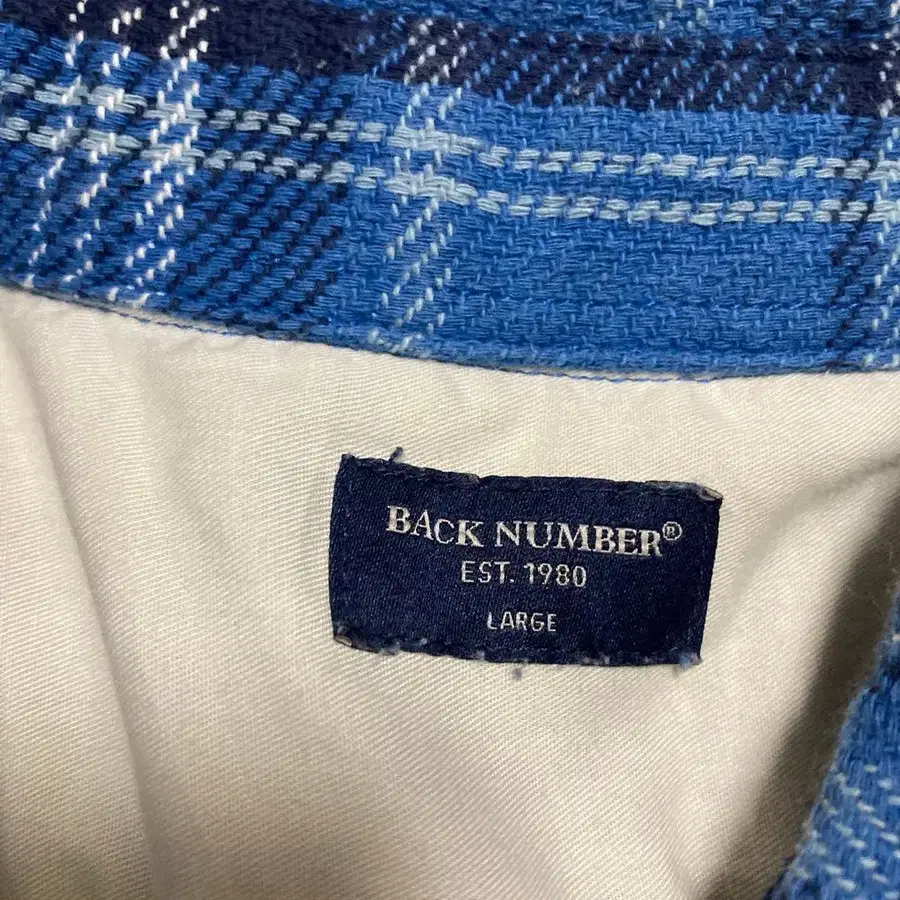 BACK NUMBER®
EST. 1980
LARGE